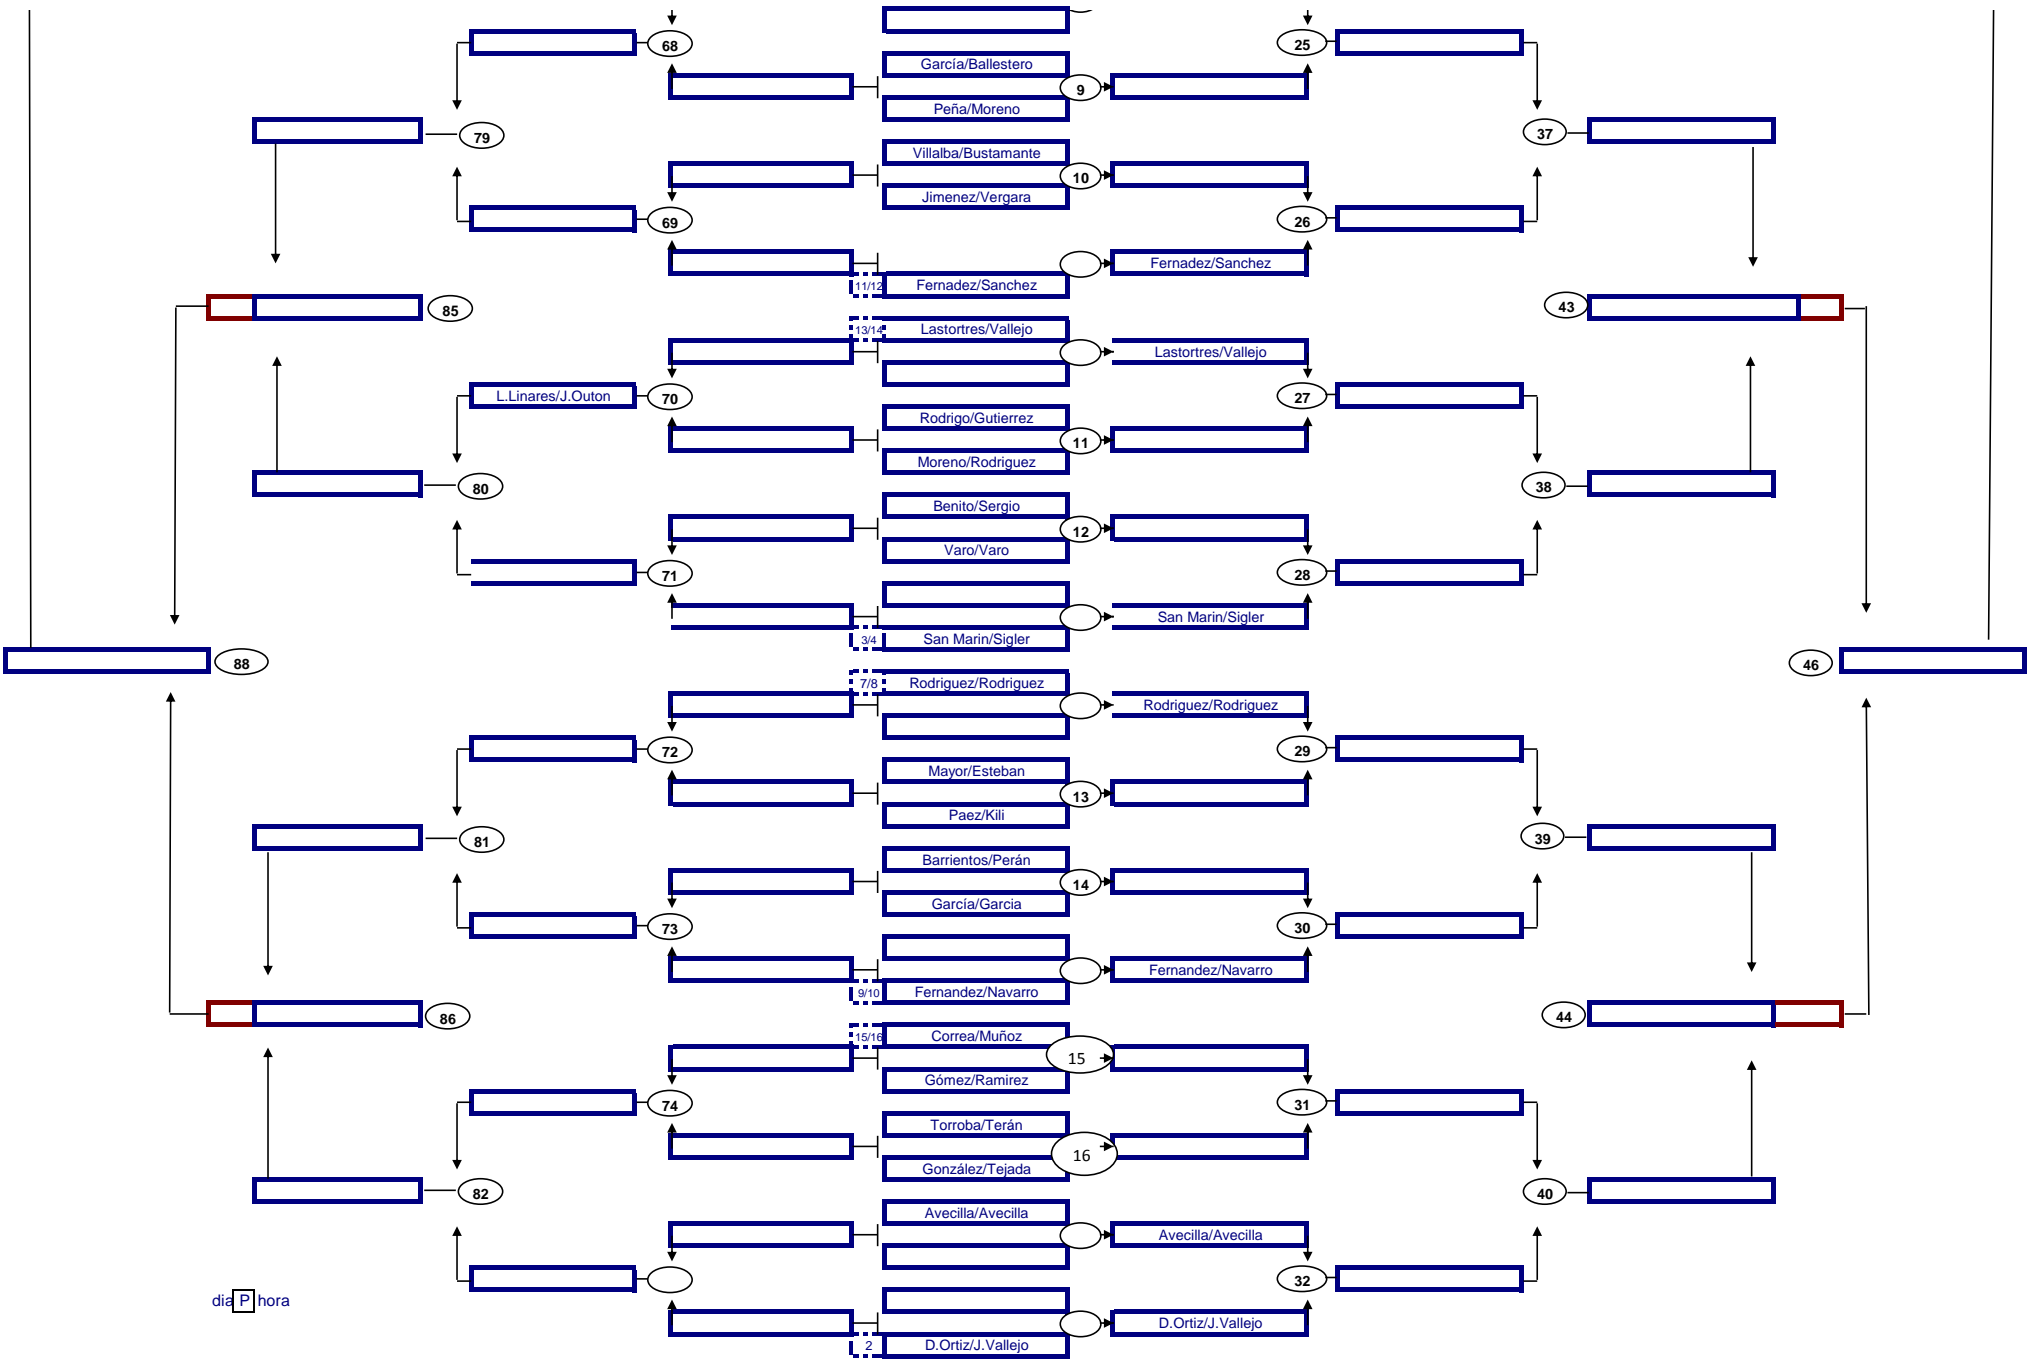 68
25
García/Ballestero
9
Peña/Moreno
79
37
Villalba/Bustamante
10
Jimenez/Vergara
69
26
Fernadez/Sanchez
11/12
Fernadez/Sanchez
85
43
13/14
Lastortres/Vallejo
Lastortres/Vallejo
L.Linares/J.Outon
70
27
Rodrigo/Gutierrez
11
Moreno/Rodriguez
80
38
Benito/Sergio
12
Varo/Varo
71
28
San Marin/Sigler
3/4
San Marin/Sigler
88
46
7/8
Rodriguez/Rodriguez
Rodriguez/Rodriguez
72
29
Mayor/Esteban
13
Paez/Kili
81
39
Barrientos/Perán
14
García/Garcia
73
30
Fernandez/Navarro
9/10
Fernandez/Navarro
86
44
15/16
Correa/Muñoz
15
Gómez/Ramirez
74
31
Torroba/Terán
16
González/Tejada
82
40
Avecilla/Avecilla
Avecilla/Avecilla
32
dia P hora
D.Ortiz/J.Vallejo
2
D.Ortiz/J.Vallejo